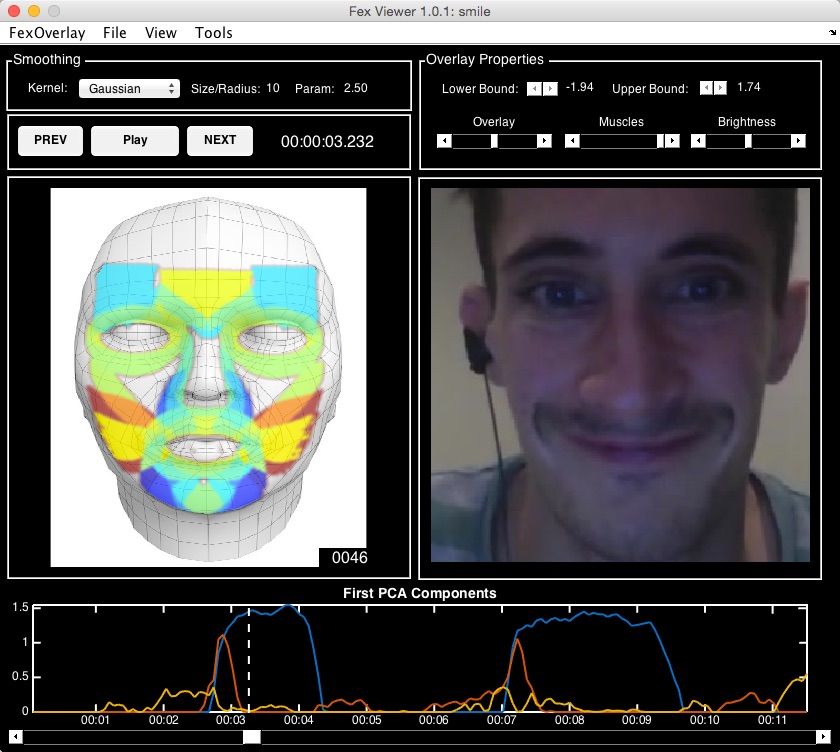 Fex Viewer 1.0.1: smile
FexOverlay File View Tools
Smoothing
Kernel: Gaussian Size/Radius: 10 Param: 2.50
PREV Play NEXT 00:00:03.232
Overlay Properties
Lower Bound: -1.94 Upper Bound: 1.74
Overlay Muscles Brightness
0046
First PCA Components
1.5
1
0.5
0
00:01 00:02 00:03 00:04 00:05 00:06 00:07 00:08 00:09 00:10 00:11